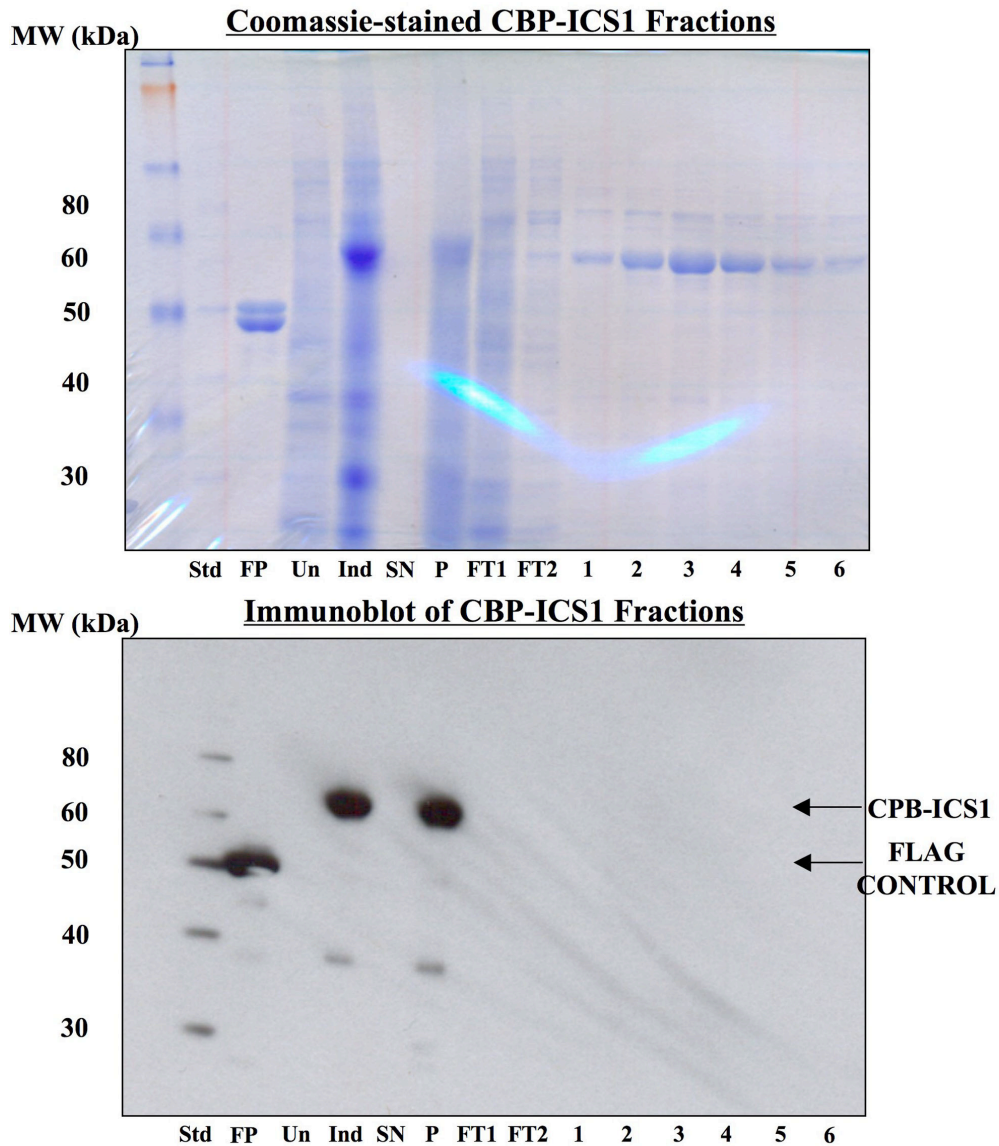 Coomassie-stained CBP-ICS1 Fractions
MW (kDa)
80
60
50
40
30
Std FP Un Ind SN P FT1 FT2 1 2 3 4 5 6
Immunoblot of CBP-ICS1 Fractions
MW (kDa)
80
60
50
40
30
CPB-ICS1
FLAG
CONTROL
Std FP Un Ind SN P FT1 FT2 1 2 3 4 5 6